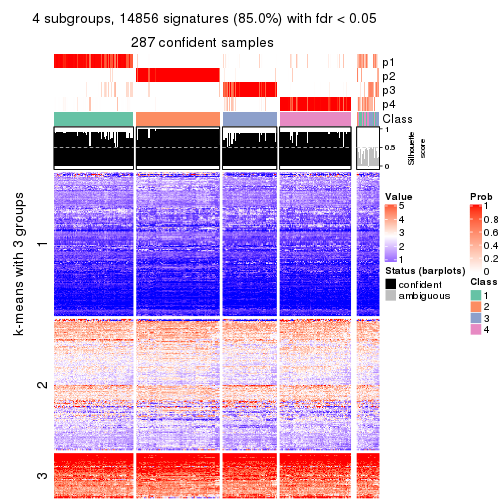 4 subgroups, 14856 signatures (85.0%) with fdr < 0.05
287 confident samples
p1
p2
p3
p4
Class
1
0.5
0
Silhouette
score
k-means with 3 groups
1
2
3
Value
5
4
3
2
1
Status (barplots)
confident
ambiguous
Prob
1
0.8
0.6
0.4
0.2
0
Class
1
2
3
4